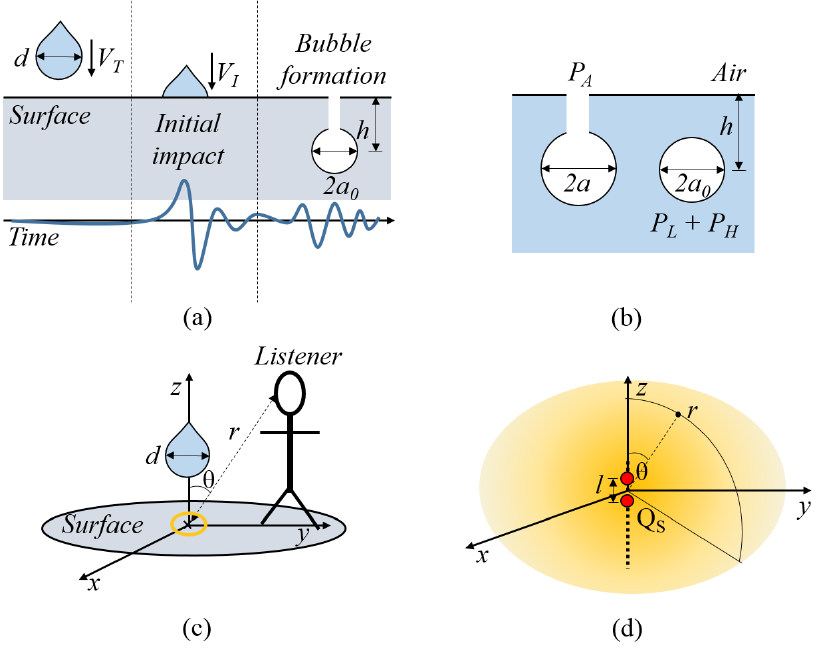 d
V_T
V_I
Bubble
formation
Surface
Initial
impact
h
2a_0
Time
(a)
P_A
Air
h
2a
2a_0
P_L + P_H
(b)
Listener
z
r
d
θ
Surface
y
x
(c)
z
r
θ
l
Q_S
y
x
(d)